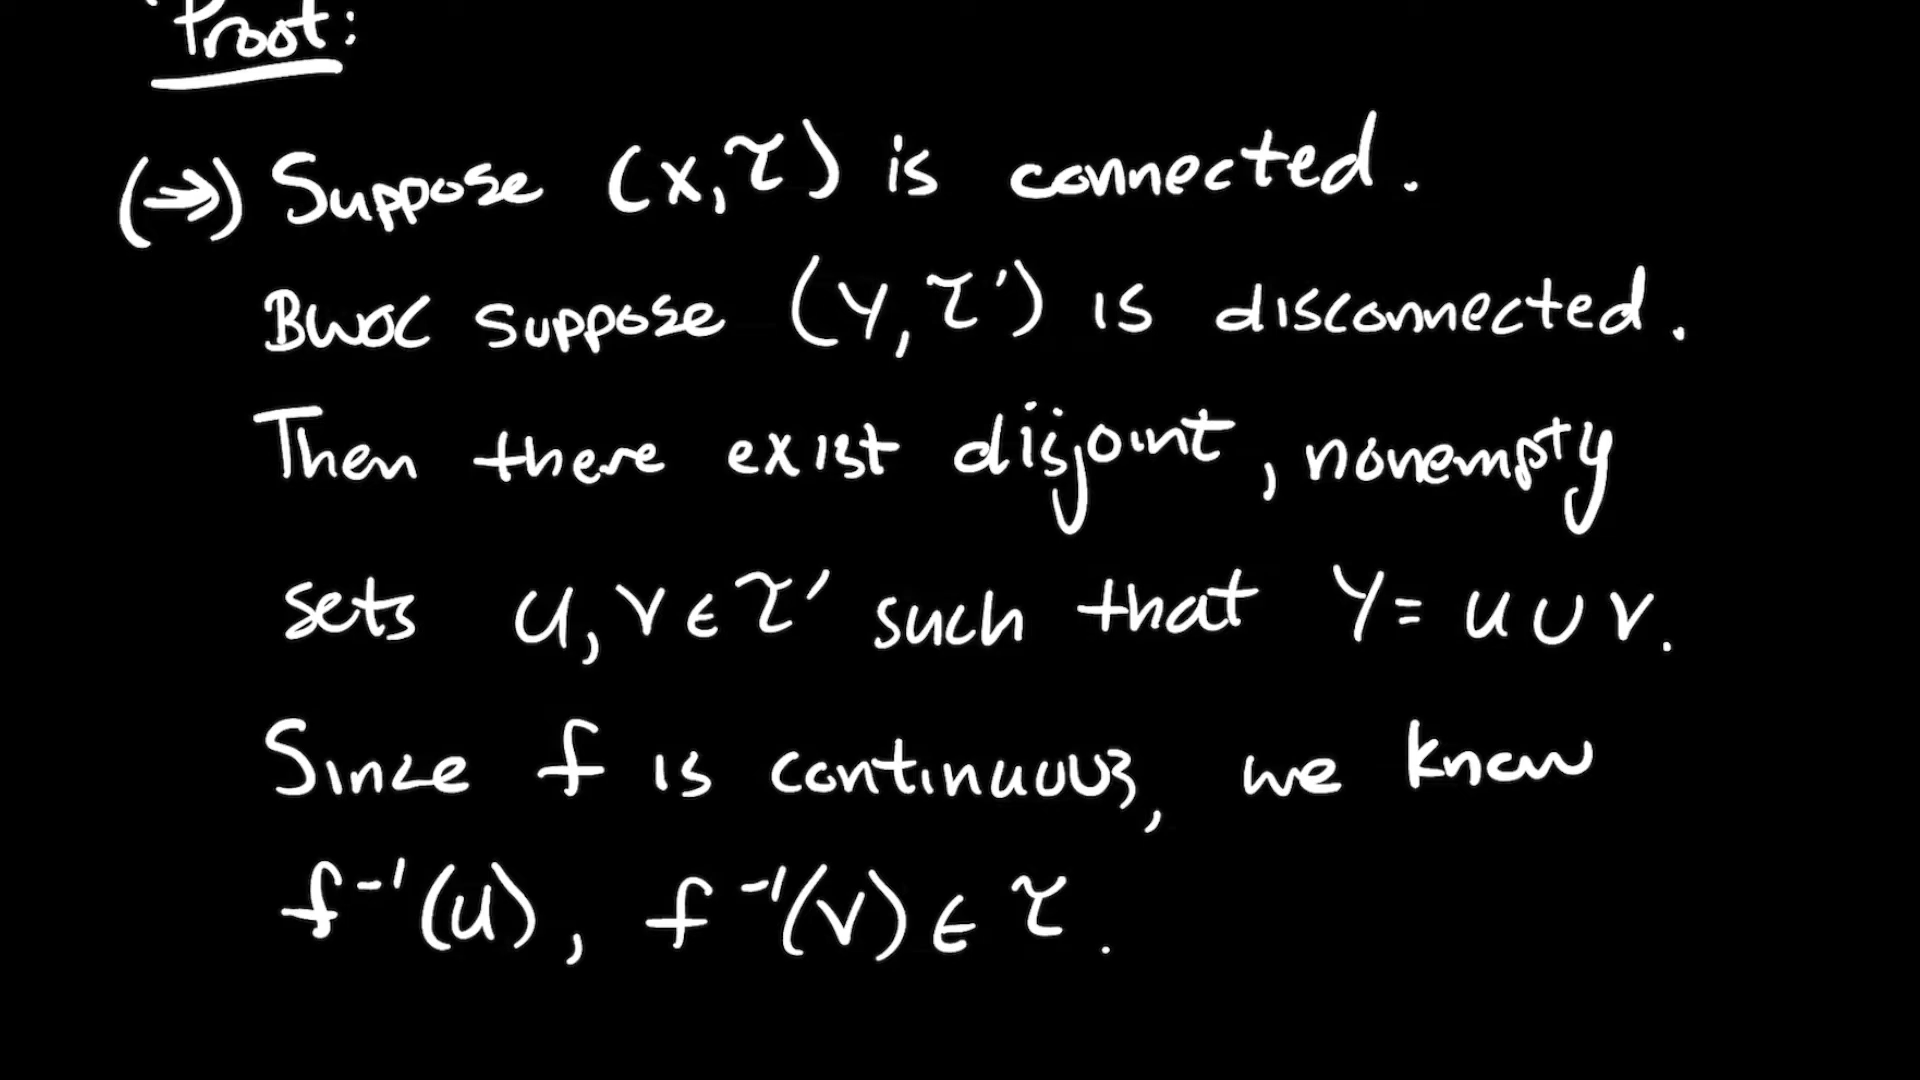 Proof:
(⇒) Suppose (X,τ) is connected.
BWOC suppose (Y,τ') is disconnected.
Then there exist disjoint, nonempty
sets U, V ∈ τ' such that Y = U ∪ V.
Since f is continuous, we know
f⁻¹(U), f⁻¹(V) ∈ τ.